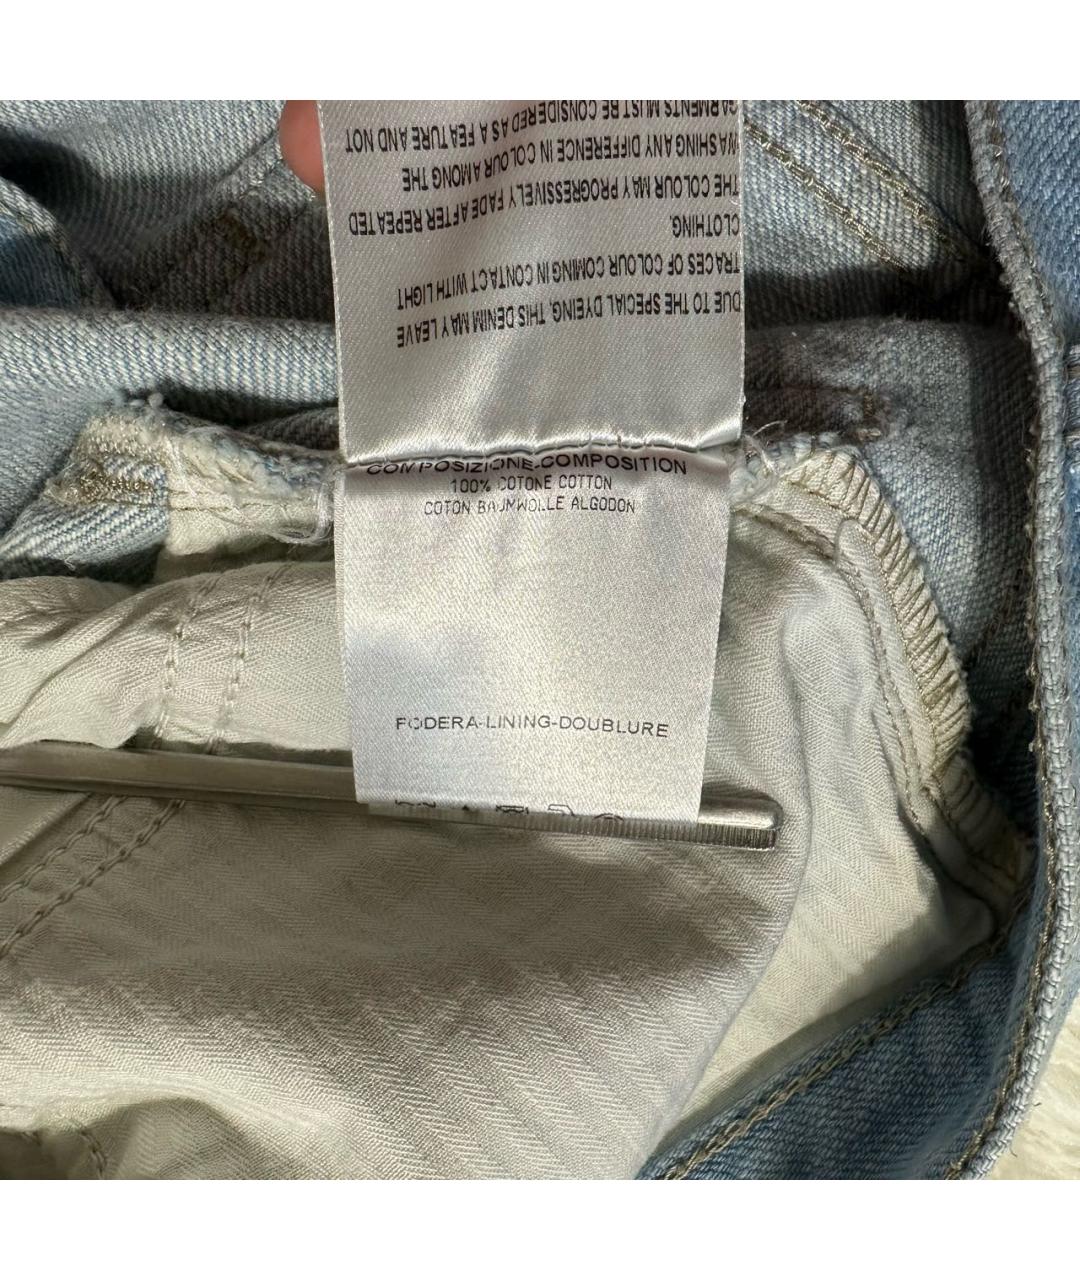 DUE TO THE SPECIAL DYEING, THIS DENIM MAY LEAVE
TRACES OF COLOUR COMING IN CONTACT WITH LIGHT
CLOTHING.
THE COLOUR MAY PROGRESSIVELY FADE AFTER REPEATED
WASHING ANY DIFFERENCE IN COLOUR AMONG THE
GARMENTS MUST BE CONSIDERED AS A FEATURE AND NOT
COMPOSIZIONE-COMPOSITION
100% COTONE COTTON
COTON BAUMWOLLE ALGODON
FODERA-LINING-DOUBLURE